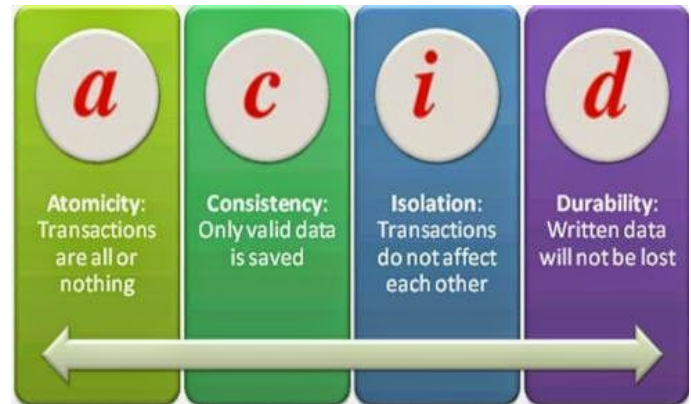 a
c
i
d
Atomicity:
Transactions
are all or
nothing
Consistency:
Only valid data
is saved
Isolation:
Transactions
do not affect
each other
Durability:
Written data
will not be lost